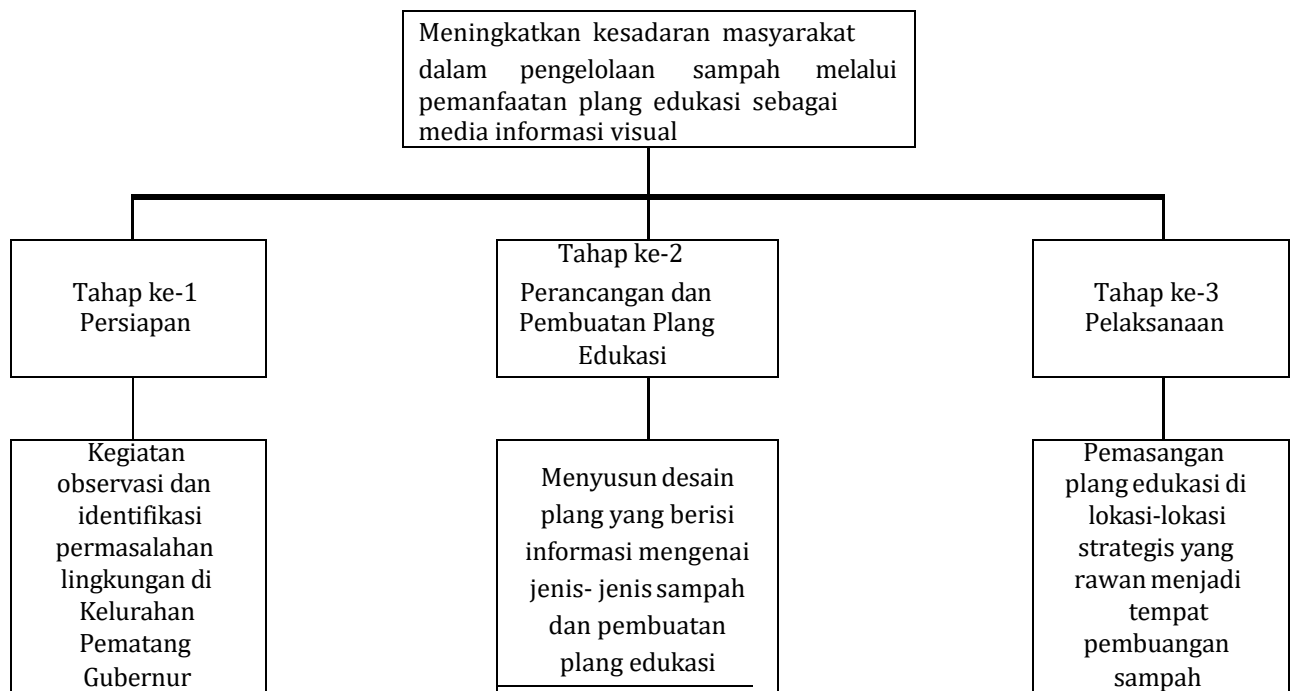 Meningkatkan kesadaran masyarakat
dalam pengelolaan sampah melalui
pemanfaatan plang edukasi sebagai
media informasi visual
Tahap ke-1
Persiapan
Tahap ke-2
Perancangan dan
Pembuatan Plang
Edukasi
Tahap ke-3
Pelaksanaan
Kegiatan
observasi dan
identifikasi
permasalahan
lingkungan di
Kelurahan
Pematang
Gubernur
Menyusun desain
plang yang berisi
informasi mengenai
jenis- jenis sampah
dan pembuatan
plang edukasi
Pemasangan
plang edukasi di
lokasi-lokasi
strategis yang
rawan menjadi
tempat
pembuangan
sampah